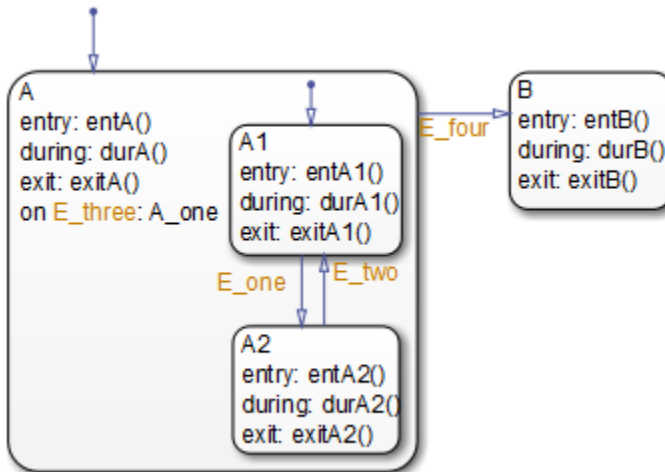 A
entry: entA()
during: durA()
exit: exitA()
on E_three: A_one
A1
entry: entA1()
during: durA1()
exit: exitA1()
E_one
E_two
A2
entry: entA2()
during: durA2()
exit: exitA2()
E_four
B
entry: entB()
during: durB()
exit: exitB()